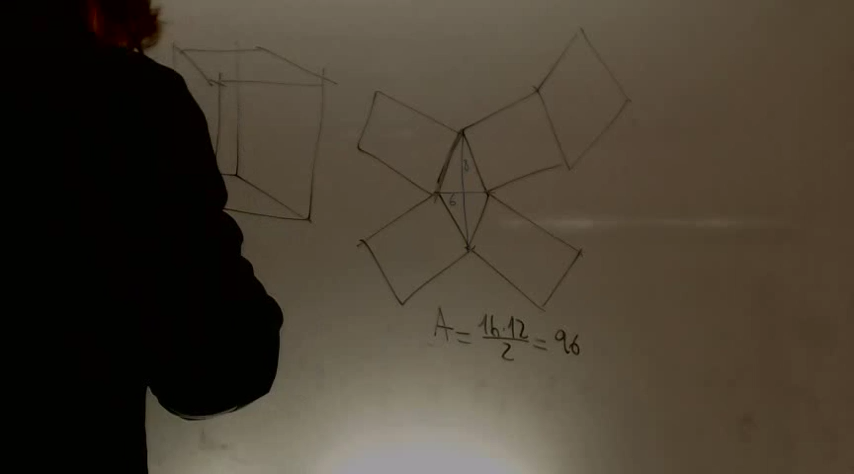 8
6
A = 16·12/2 = 96